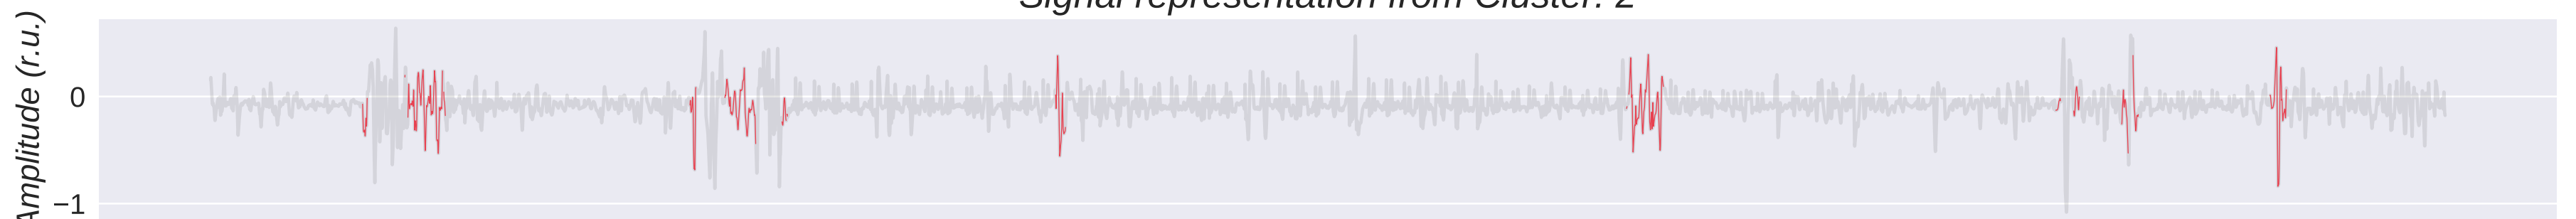 Signal representation from Cluster: 2
Amplitude (r.u.)
0
−1